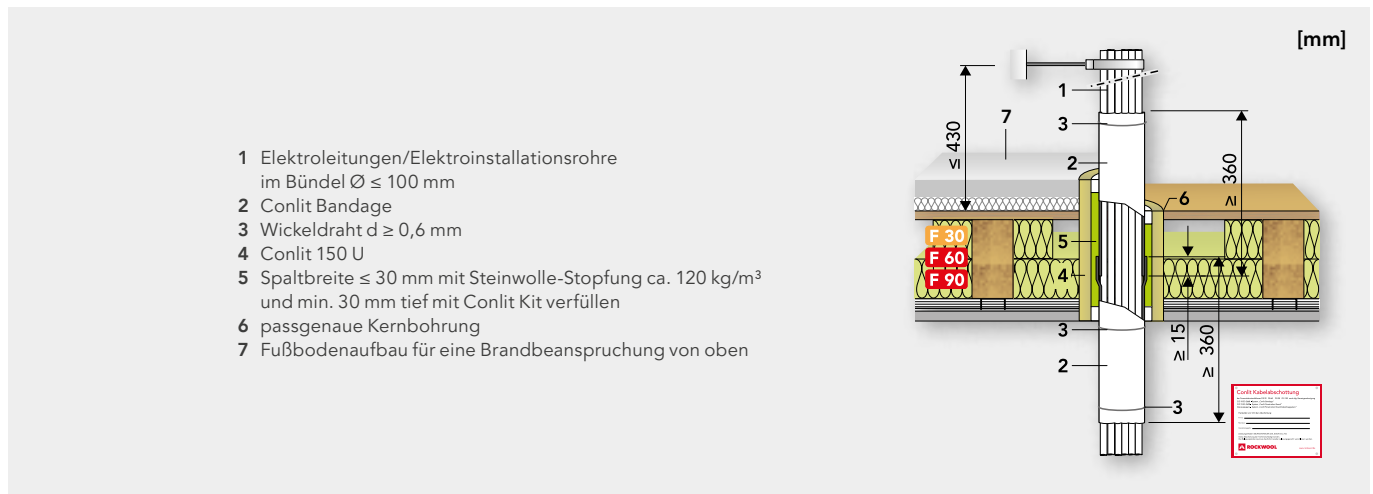 [mm]
1 Elektroleitungen/Elektroinstallationsrohre
im Bündel Ø ≤ 100 mm
2 Conlit Bandage
3 Wickeldraht d ≥ 0,6 mm
4 Conlit 150 U
5 Spaltbreite ≤ 30 mm mit Steinwolle-Stopfung ca. 120 kg/m³
und min. 30 mm tief mit Conlit Kit verfüllen
6 passgenaue Kernbohrung
7 Fußbodenaufbau für eine Brandbeanspruchung von oben
1
7
3
≤ 430
2
≥ 360
6
F 30
5
F 60
4
F 90
3
≥ 15
≥ 360
2
3
Conlit Kabelabschottung
ROCKWOOL